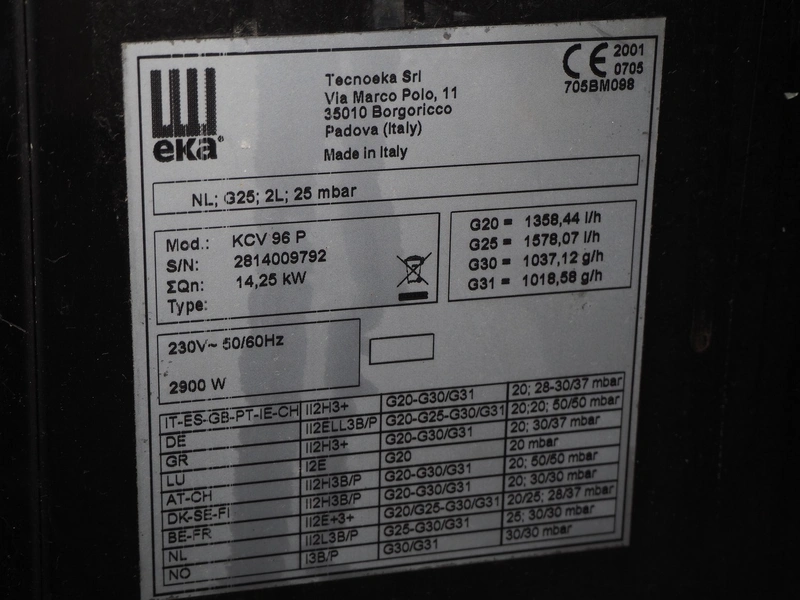 eka®
Tecnoeka Srl
Via Marco Polo, 11
35010 Borgoricco
Padova (Italy)
Made in Italy
CE 2001
0705
705BM098
NL; G25; 2L; 25 mbar
Mod.: KCV 96 P
S/N: 2814009792
ΣQn: 14,25 kW
Type:
G20 = 1358,44 l/h
G25 = 1578,07 l/h
G30 = 1037,12 g/h
G31 = 1018,58 g/h
230V~ 50/60Hz
2900 W
IT-ES-GB-PT-IE-CH II2H3+ G20-G30/G31 20; 28-30/37 mbar
DE II2ELL3B/P G20-G25-G30/G31 20;20; 50/50 mbar
GR II2H3+ G20-G30/G31 20; 30/37 mbar
LU I2E G20 20 mbar
AT-CH II2H3B/P G20-G30/G31 20; 50/50 mbar
DK-SE-FI II2H3B/P G20-G30/G31 20; 30/30 mbar
BE-FR II2E+3+ G20/G25-G30/G31 20/25; 28/37 mbar
NL II2L3B/P G25-G30/G31 25; 30/30 mbar
NO I3B/P G30/G31 30/30 mbar